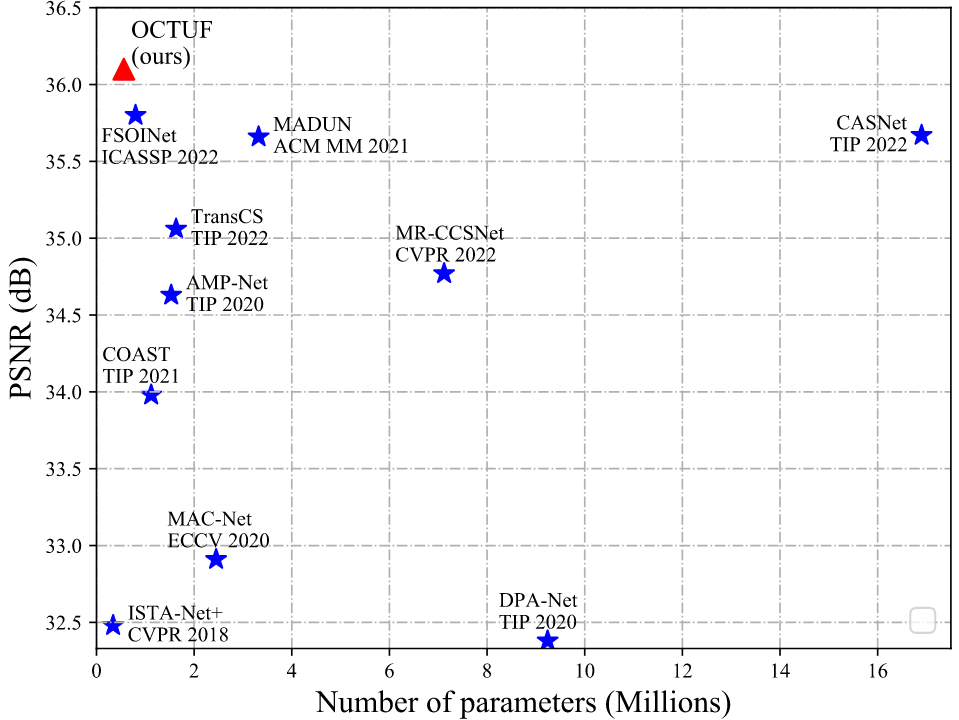 36.5
36.0
35.5
35.0
34.5
34.0
33.5
33.0
32.5
PSNR (dB)
OCTUF
(ours)
FSOINet
ICASSP 2022
MADUN
ACM MM 2021
CASNet
TIP 2022
TransCS
TIP 2022
MR-CCSNet
CVPR 2022
AMP-Net
TIP 2020
COAST
TIP 2021
MAC-Net
ECCV 2020
ISTA-Net+
CVPR 2018
DPA-Net
TIP 2020
0 2 4 6 8 10 12 14 16
Number of parameters (Millions)